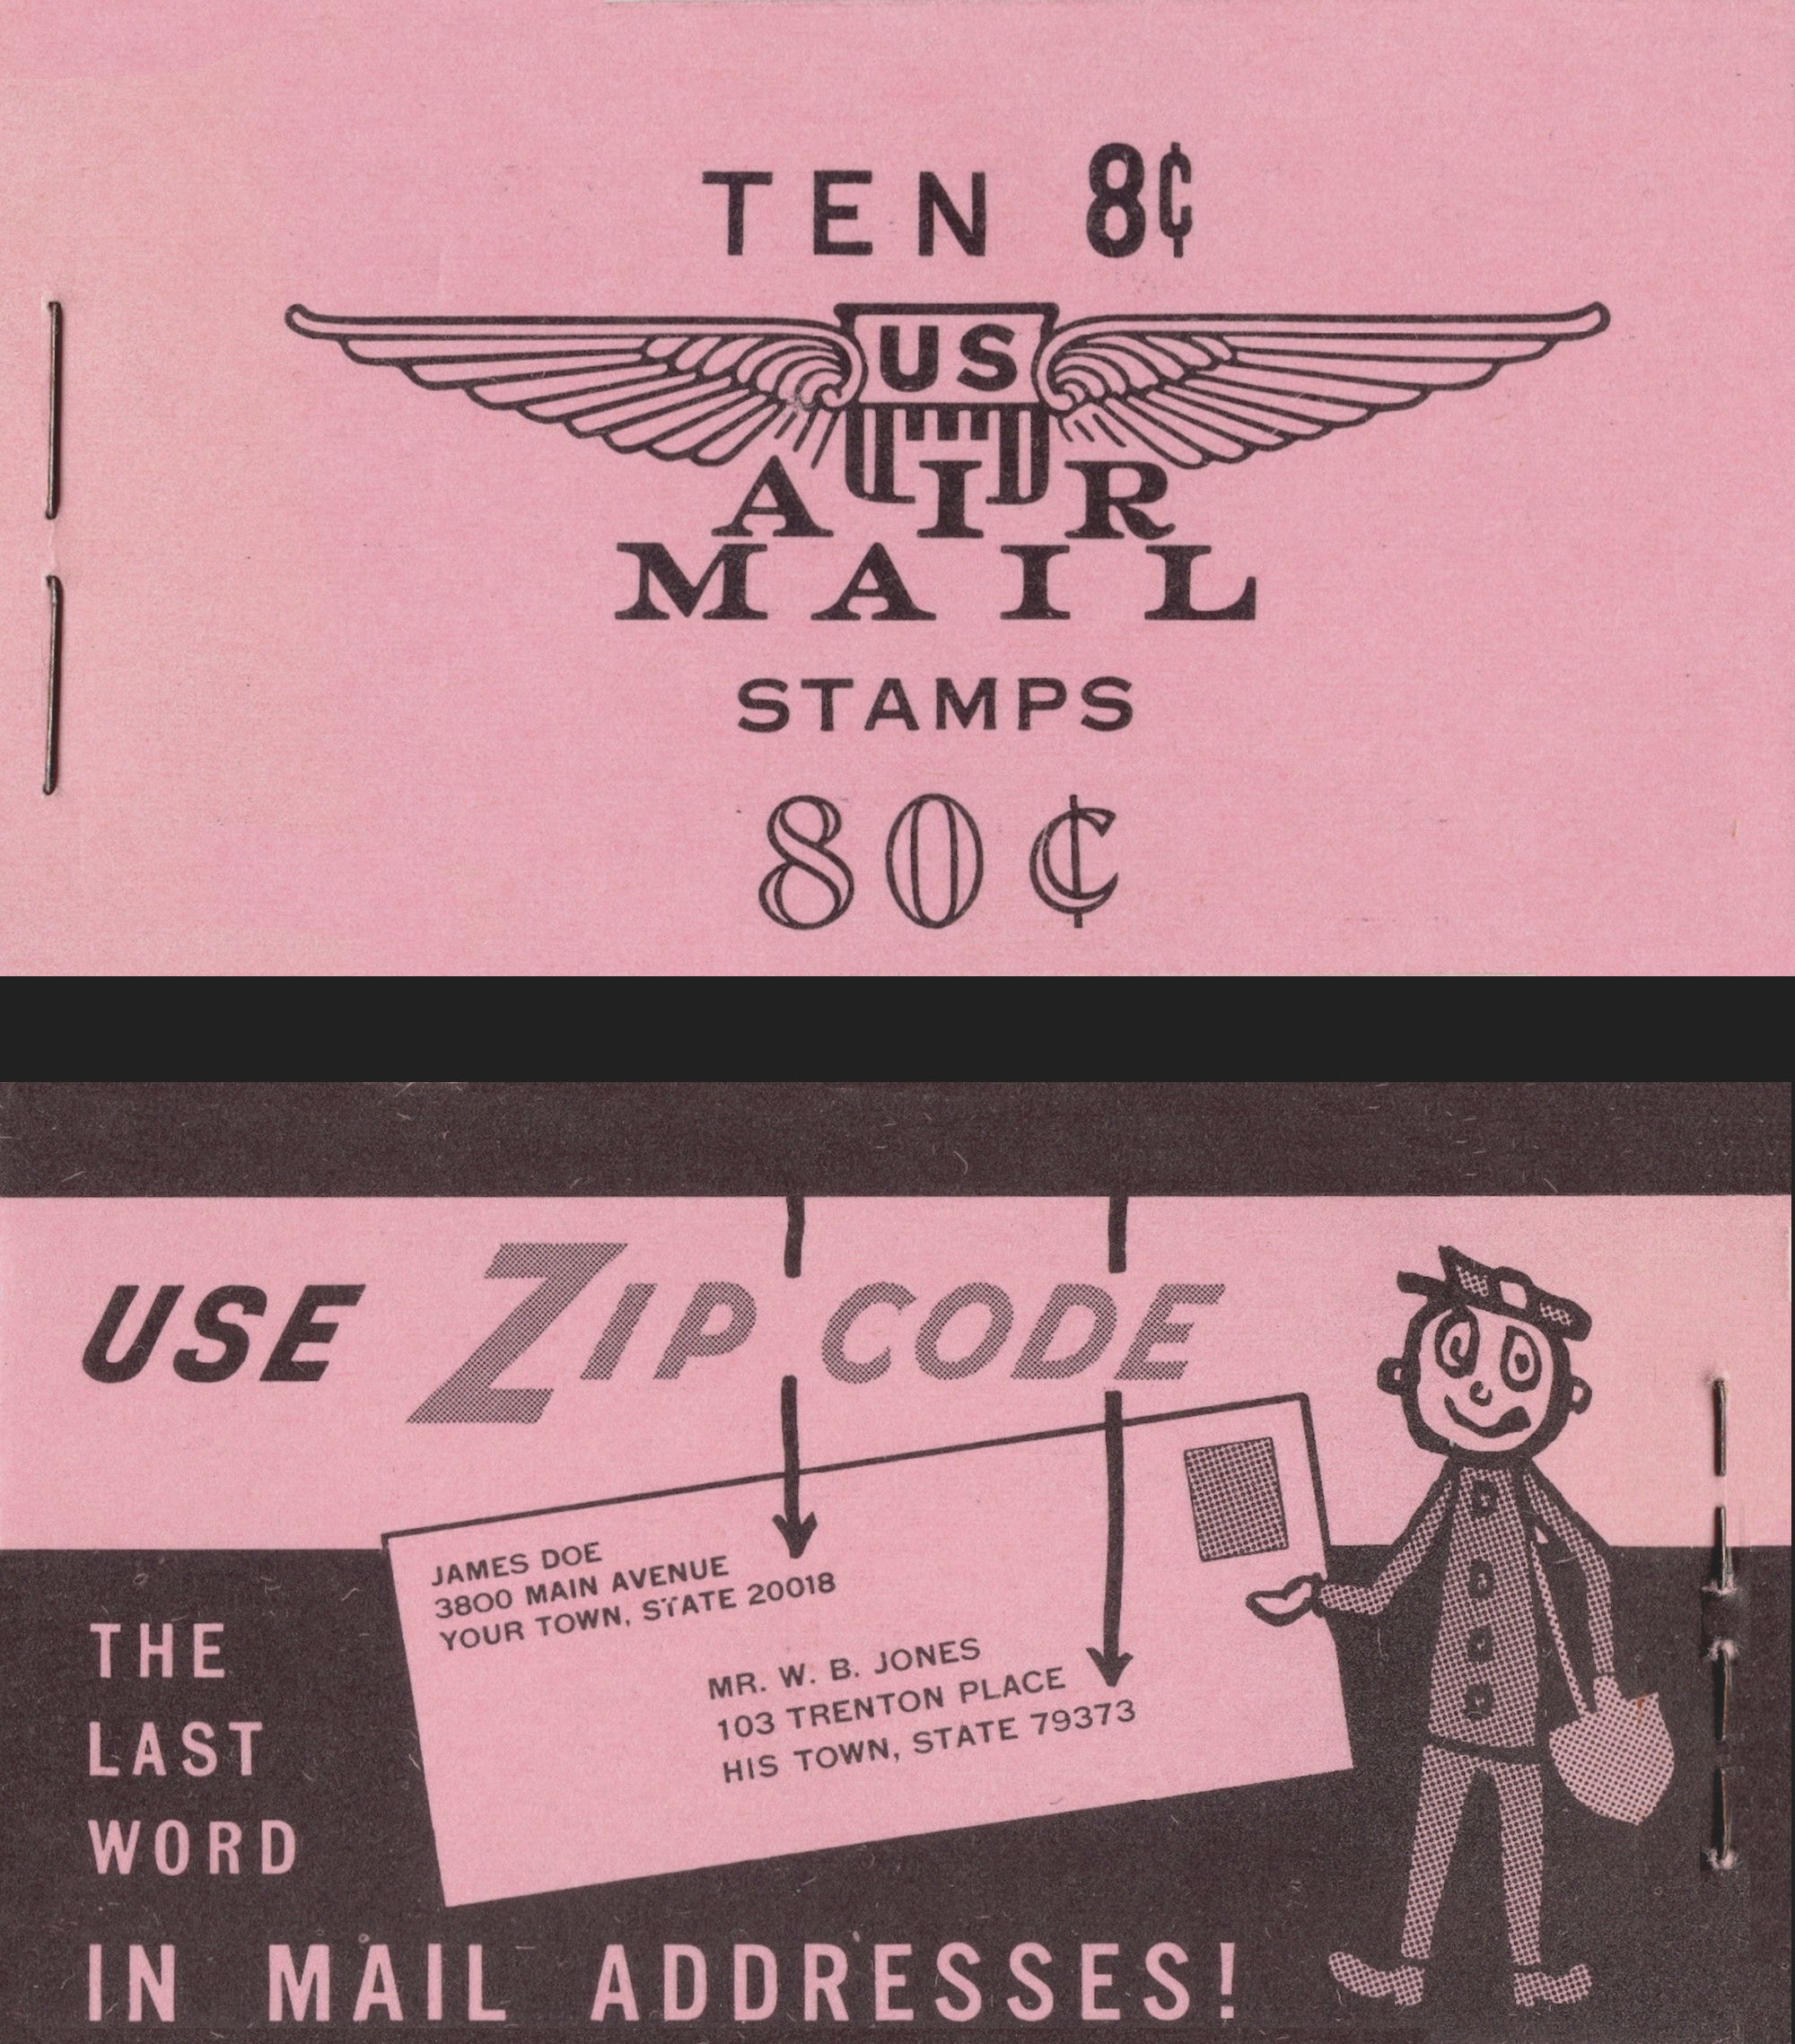 TEN 8¢
US
AIR
MAIL
STAMPS
80¢
USE ZIP CODE
JAMES DOE
3800 MAIN AVENUE
YOUR TOWN, STATE 20018
MR. W. B. JONES
103 TRENTON PLACE
HIS TOWN, STATE 79373
THE
LAST
WORD
IN MAIL ADDRESSES!